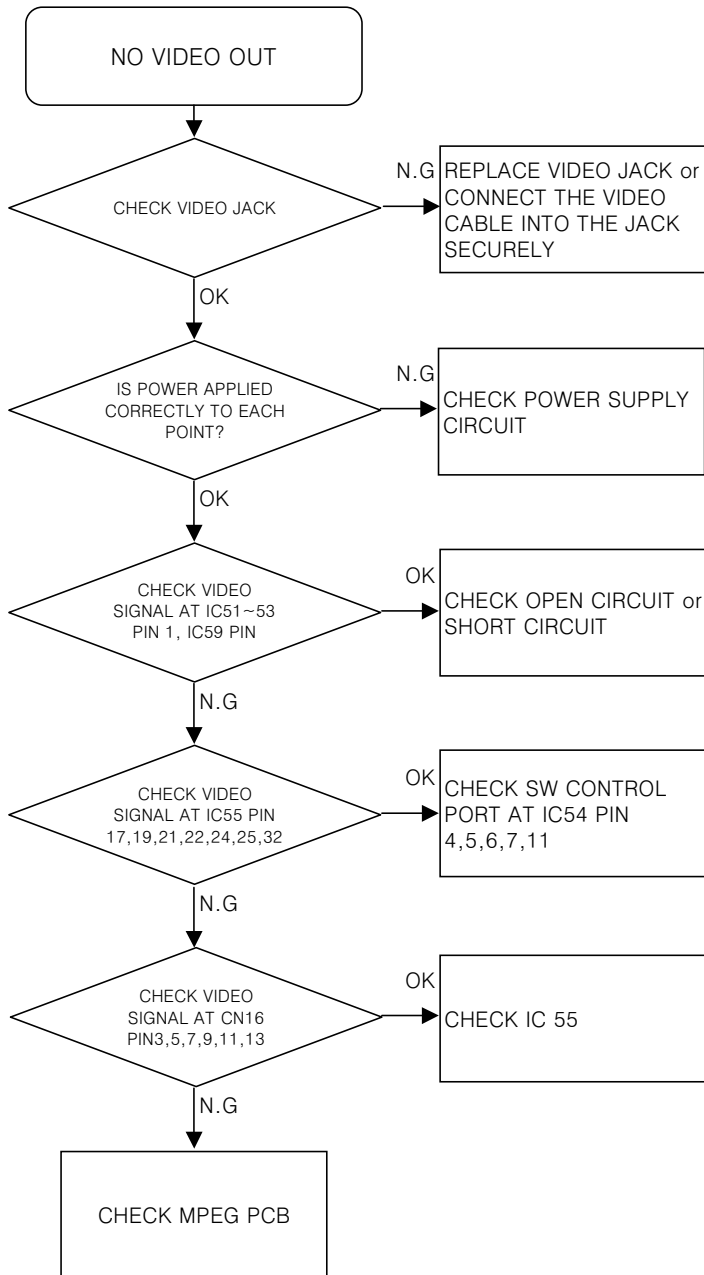 NO VIDEO OUT
CHECK VIDEO JACK
N.G
REPLACE VIDEO JACK or
CONNECT THE VIDEO
CABLE INTO THE JACK
SECURELY
OK
IS POWER APPLIED
CORRECTLY TO EACH
POINT?
N.G
CHECK POWER SUPPLY
CIRCUIT
OK
CHECK VIDEO
SIGNAL AT IC51~53
PIN 1, IC59 PIN
OK
CHECK OPEN CIRCUIT or
SHORT CIRCUIT
N.G
CHECK VIDEO
SIGNAL AT IC55 PIN
17,19,21,22,24,25,32
OK
CHECK SW CONTROL
PORT AT IC54 PIN
4,5,6,7,11
N.G
CHECK VIDEO
SIGNAL AT CN16
PIN3,5,7,9,11,13
OK
CHECK IC 55
N.G
CHECK MPEG PCB